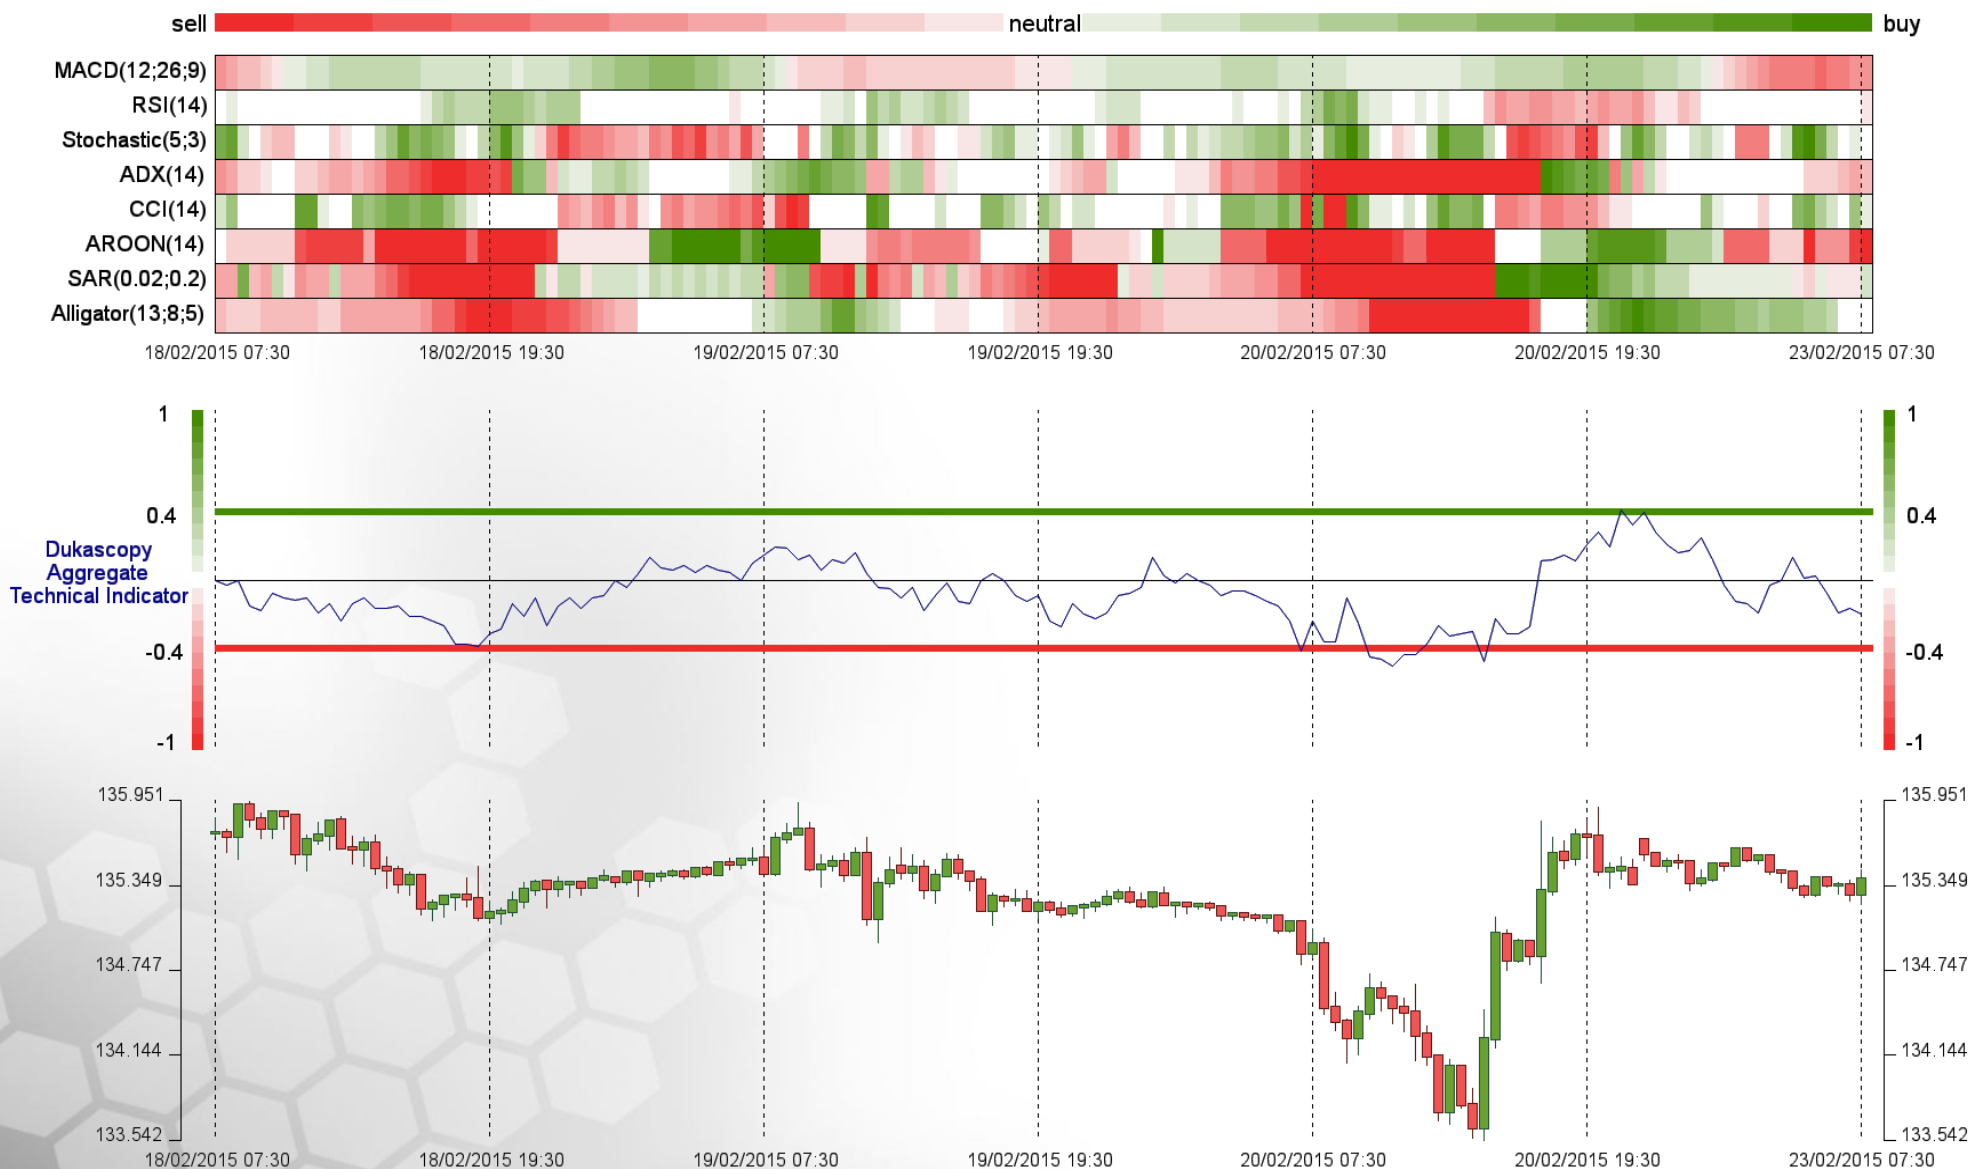 sell neutral buy
MACD(12;26;9)
RSI(14)
Stochastic(5;3)
ADX(14)
CCI(14)
AROON(14)
SAR(0.02;0.2)
Alligator(13;8;5)
18/02/2015 07:30 18/02/2015 19:30 19/02/2015 07:30 19/02/2015 19:30 20/02/2015 07:30 20/02/2015 19:30 23/02/2015 07:30
1 1
0.4 0.4
Dukascopy
Aggregate
Technical Indicator
-0.4 -0.4
-1 -1
135.951 135.951
135.349 135.349
134.747 134.747
134.144 134.144
133.542 133.542
18/02/2015 07:30 18/02/2015 19:30 19/02/2015 07:30 19/02/2015 19:30 20/02/2015 07:30 20/02/2015 19:30 23/02/2015 07:30